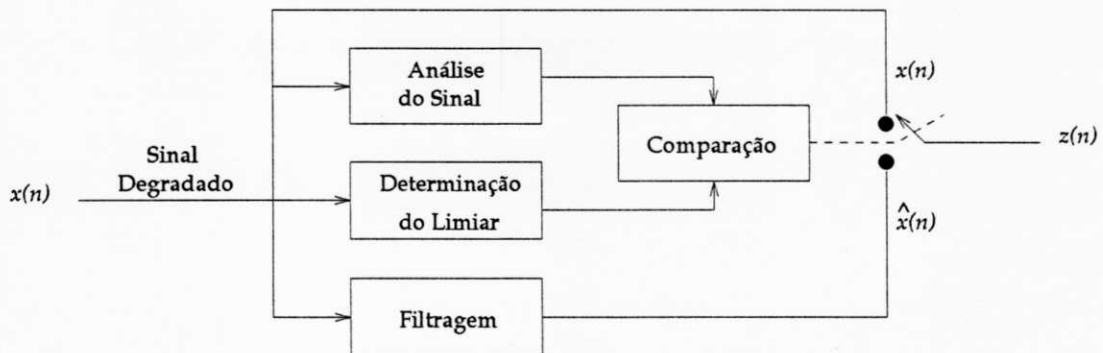 Análise
do Sinal
x(n)
Comparação
z(n)
Sinal
Degradado
x(n)
Determinação
do Limiar
x̂(n)
Filtragem